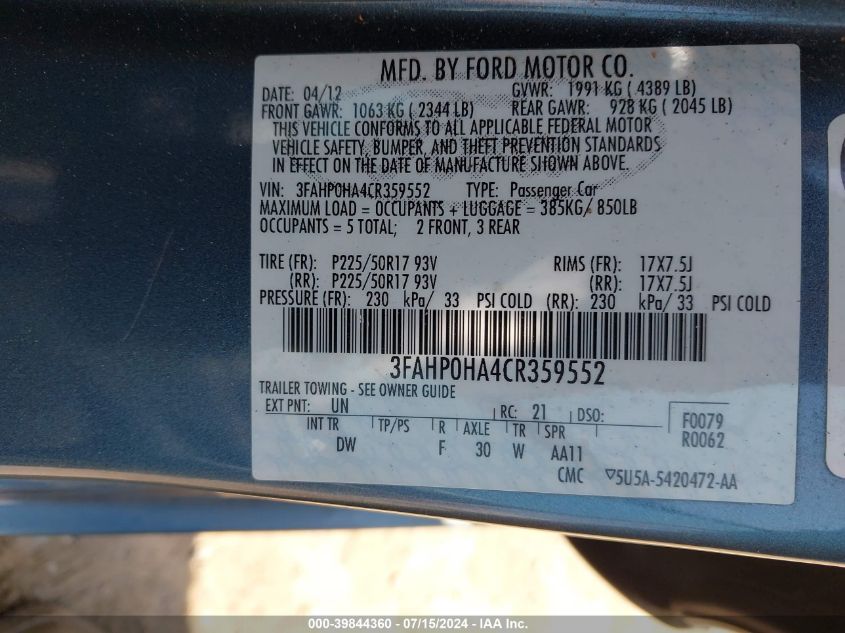 MFD. BY FORD MOTOR CO.
DATE: 04/12 GVWR: 1991 KG ( 4389 LB)
FRONT GAWR: 1063 KG ( 2344 LB) REAR GAWR: 928 KG ( 2045 LB)
THIS VEHICLE CONFORMS TO ALL APPLICABLE FEDERAL MOTOR
VEHICLE SAFETY, BUMPER, AND THEFT PREVENTION STANDARDS
IN EFFECT ON THE DATE OF MANUFACTURE SHOWN ABOVE.
VIN: 3FAHP0HA4CR359552 TYPE: Passenger Car
MAXIMUM LOAD = OCCUPANTS + LUGGAGE = 385KG/ 850LB
OCCUPANTS = 5 TOTAL; 2 FRONT, 3 REAR
TIRE (FR): P225/50R17 93V RIMS (FR): 17X7.5J
(RR): P225/50R17 93V (RR): 17X7.5J
PRESSURE (FR): 230 kPa/ 33 PSI COLD (RR): 230 kPa/ 33 PSI COLD
3FAHP0HA4CR359552
TRAILER TOWING - SEE OWNER GUIDE
EXT PNT: UN RC: 21 DSO: F0079
INT TR TP/PS R AXLE TR SPR R0062
DW F 30 W AA11
CMC ▽5U5A-5420472-AA
000-39844360 - 07/15/2024 - IAA Inc.